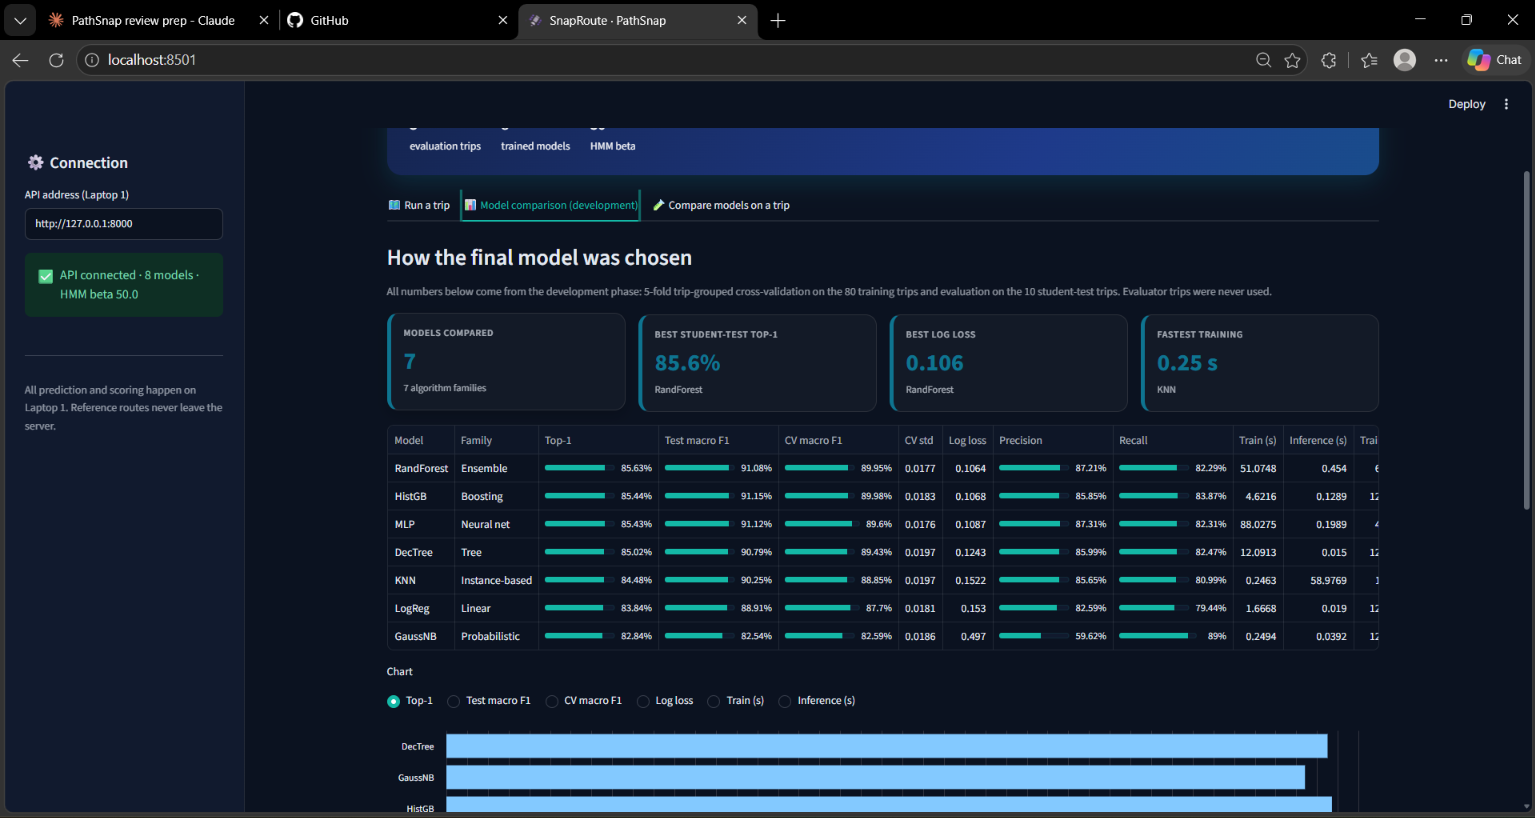 PathSnap review prep - Claude
GitHub
SnapRoute · PathSnap
localhost:8501
Chat
Deploy
Connection
API address (Laptop 1)
http://127.0.0.1:8000
API connected · 8 models ·
HMM beta 50.0
All prediction and scoring happen on
Laptop 1. Reference routes never leave the
server.
evaluation trips trained models HMM beta
Run a trip Model comparison (development) Compare models on a trip
How the final model was chosen
All numbers below come from the development phase: 5-fold trip-grouped cross-validation on the 80 training trips and evaluation on the 10 student-test trips. Evaluator trips were never used.
MODELS COMPARED
7
7 algorithm families
BEST STUDENT-TEST TOP-1
85.6%
RandForest
BEST LOG LOSS
0.106
RandForest
FASTEST TRAINING
0.25 s
KNN
Model Family Top-1 Test macro F1 CV macro F1 CV std Log loss Precision Recall Train (s) Inference (s) Trai
RandForest Ensemble 85.63% 91.08% 89.95% 0.0177 0.1064 87.21% 82.29% 51.0748 0.454
HistGB Boosting 85.44% 91.15% 89.98% 0.0183 0.1068 85.85% 83.87% 4.6216 0.1289 12
MLP Neural net 85.43% 91.12% 89.6% 0.0176 0.1087 87.31% 82.31% 88.0275 0.1989
DecTree Tree 85.02% 90.79% 89.43% 0.0197 0.1243 85.99% 82.47% 12.0913 0.015 12
KNN Instance-based 84.48% 90.25% 88.85% 0.0197 0.1522 85.65% 80.99% 0.2463 58.9769
LogReg Linear 83.84% 88.91% 87.7% 0.0181 0.153 82.59% 79.44% 1.6668 0.019 12
GaussNB Probabilistic 82.84% 82.54% 82.59% 0.0186 0.497 59.62% 89% 0.2494 0.0392 12
Chart
Top-1 Test macro F1 CV macro F1 Log loss Train (s) Inference (s)
DecTree
GaussNB
HistGB